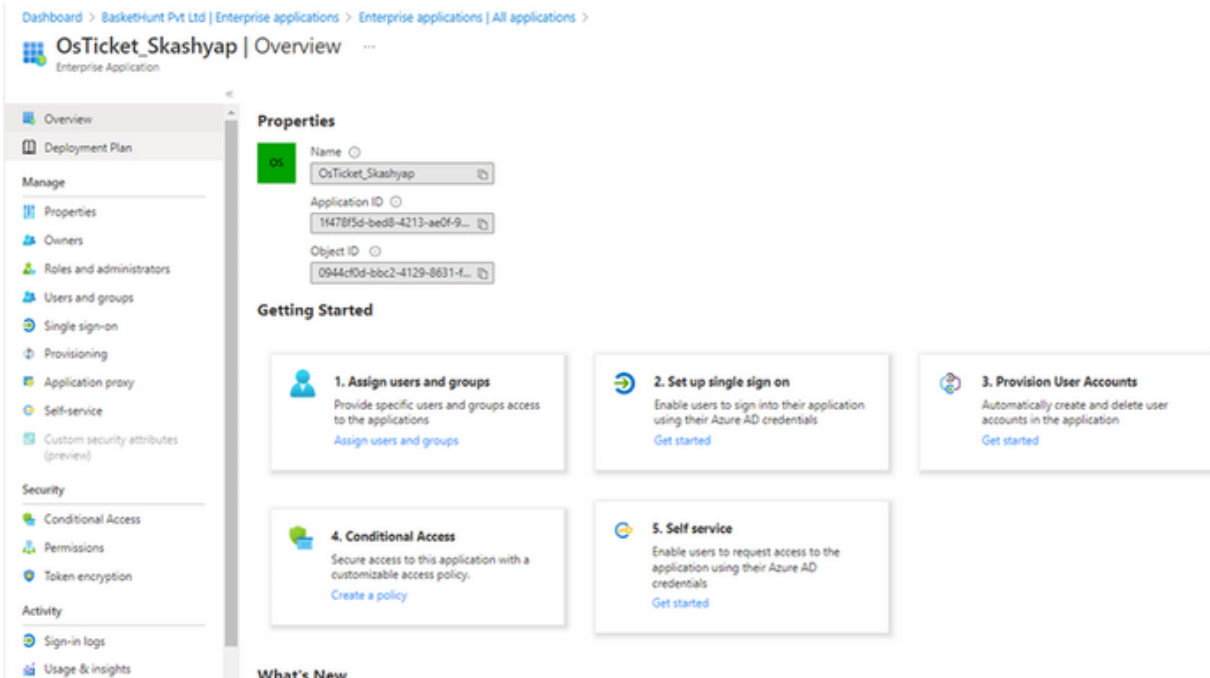 Dashboard > BasketHunt Pvt Ltd | Enterprise applications > Enterprise applications | All applications >
OsTicket_Skashyap | Overview ...
Enterprise Application
«
Overview
Deployment Plan
Manage
Properties
Owners
Roles and administrators
Users and groups
Single sign-on
Provisioning
Application proxy
Self-service
Custom security attributes
(preview)
Security
Conditional Access
Permissions
Token encryption
Activity
Sign-in logs
Usage & insights
Properties
OS
Name
OsTicket_Skashyap
Application ID
1f478f5d-bed8-4213-ae0f-9...
Object ID
0944cf0d-bbc2-4129-8631-f...
Getting Started
1. Assign users and groups
Provide specific users and groups access
to the applications
Assign users and groups
2. Set up single sign on
Enable users to sign into their application
using their Azure AD credentials
Get started
3. Provision User Accounts
Automatically create and delete user
accounts in the application
Get started
4. Conditional Access
Secure access to this application with a
customizable access policy.
Create a policy
5. Self service
Enable users to request access to the
application using their Azure AD
credentials
Get started
What's New